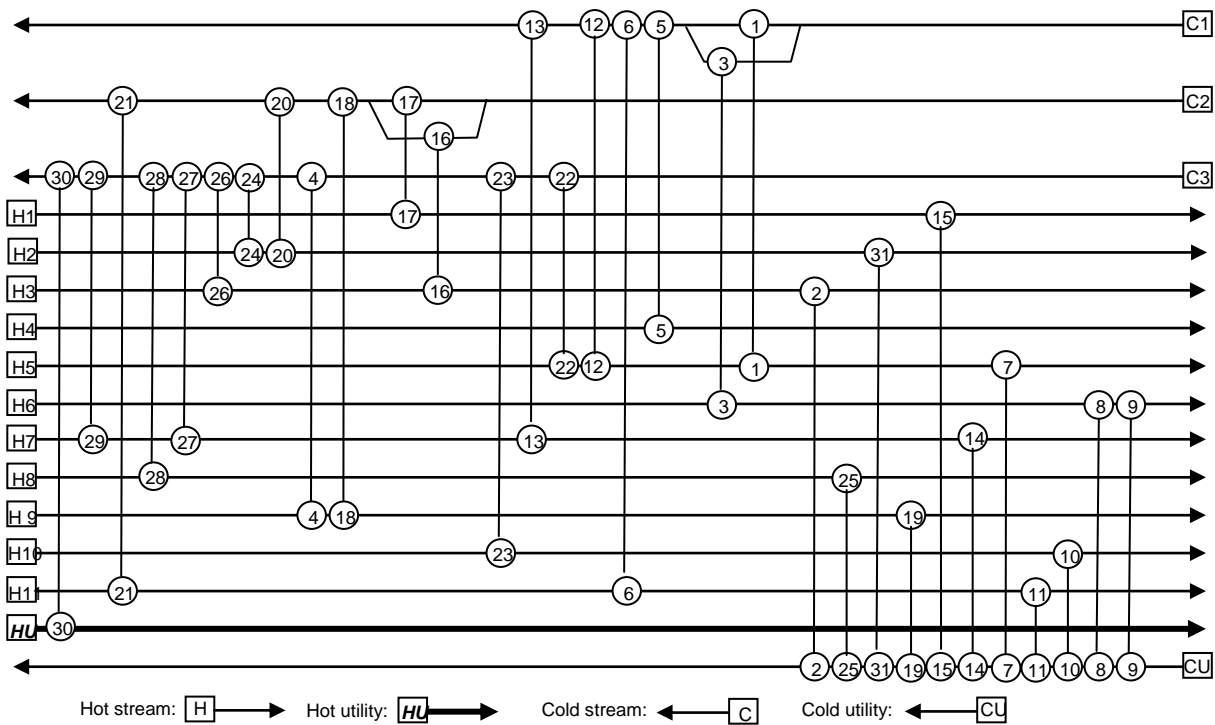 13 12 6 5 1 C1
3
21 20 18 17 C2
16
30 29 28 27 26 24 4 23 22 C3
H1 17 15
H2 24 20 31
H3 26 16 2
H4 5
H5 22 12 1 7
H6 3 8 9
H7 29 27 13 14
H8 28 25
H 9 4 18 19
H10 23 10
H11 21 6 11
HU 30
2 25 31 19 15 14 7 11 10 8 9 CU
Hot stream: H Hot utility: HU Cold stream: C Cold utility: CU